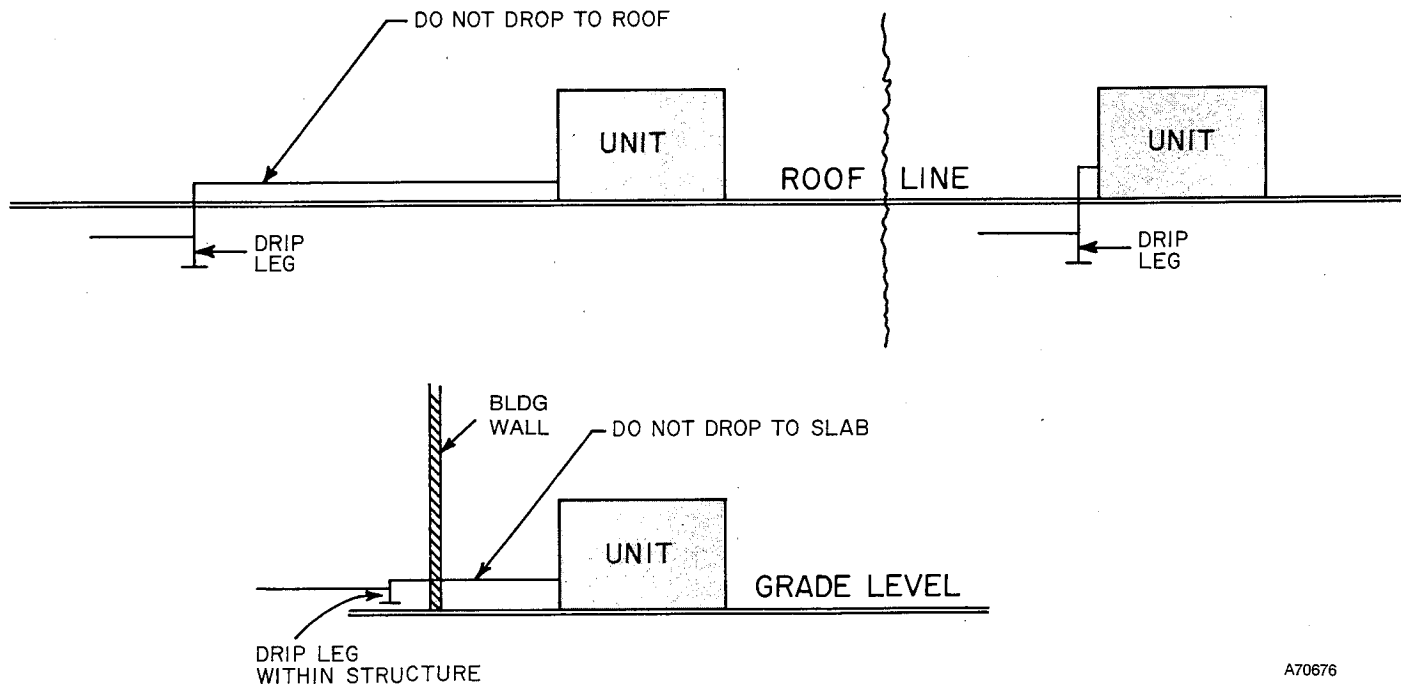 DO NOT DROP TO ROOF
UNIT
UNIT
ROOF LINE
DRIP
LEG
DRIP
LEG
BLDG
WALL
DO NOT DROP TO SLAB
UNIT
GRADE LEVEL
DRIP LEG
WITHIN STRUCTURE
A70676